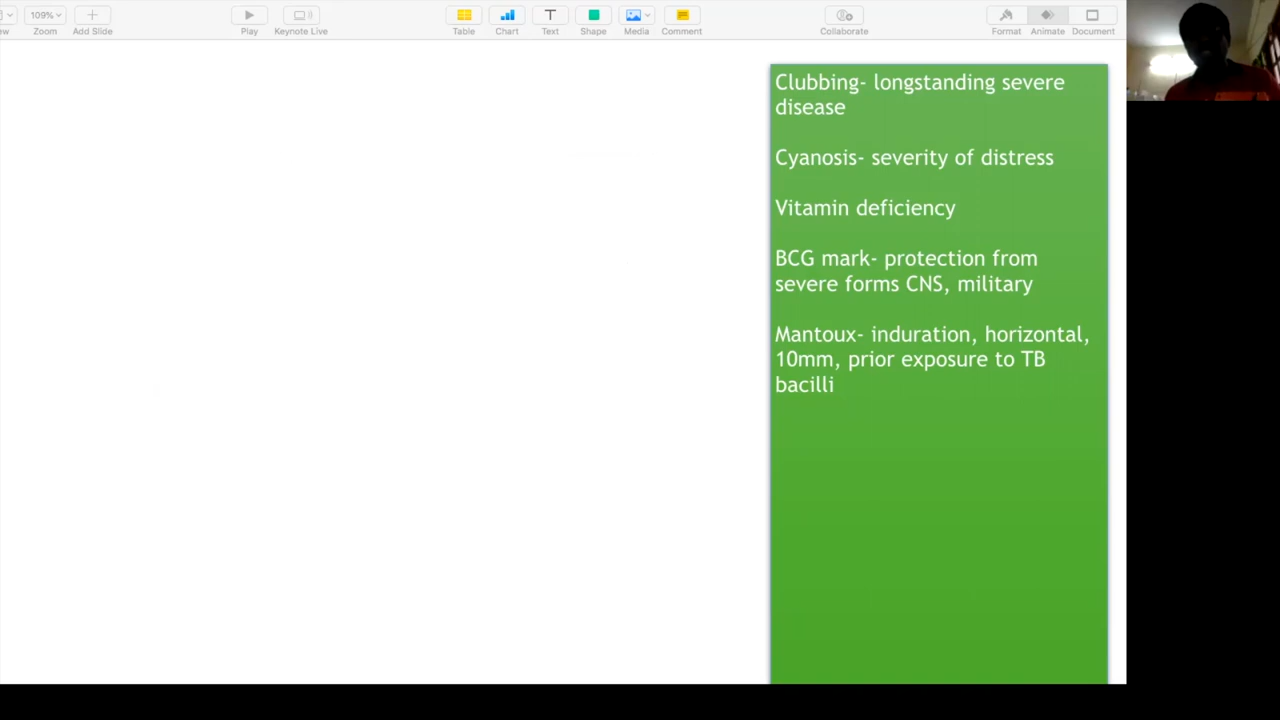 ew
109%
Zoom
Add Slide
Play
Keynote Live
Table
Chart
Text
Shape
Media
Comment
Collaborate
Format
Animate
Document
Clubbing- longstanding severe
disease
Cyanosis- severity of distress
Vitamin deficiency
BCG mark- protection from
severe forms CNS, military
Mantoux- induration, horizontal,
10mm, prior exposure to TB
bacilli